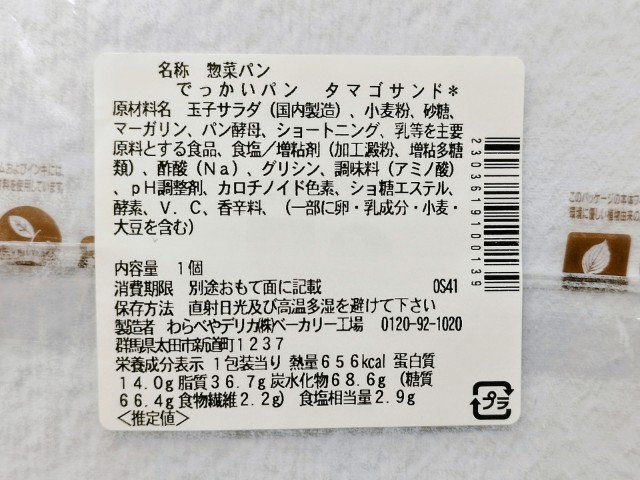 名称 惣菜パン
でっかいパン タマゴサンド*
原材料名 玉子サラダ(国内製造)、小麦粉、砂糖、
マーガリン、パン酵母、ショートニング、乳等を主要
原料とする食品、食塩/増粘剤(加工澱粉、増粘多糖
類)、酢酸(Na)、グリシン、調味料(アミノ酸)
、pH調整剤、カロチノイド色素、ショ糖エステル、
酵素、V.C、香辛料、(一部に卵・乳成分・小麦・
大豆を含む)
内容量 1個
消費期限 別途おもて面に記載 OS41
保存方法 直射日光及び高温多湿を避けて下さい
製造者 わらべやデリカ㈱ベーカリー工場 0120-92-1020
群馬県太田市新道町1237
栄養成分表示 1包装当り 熱量656kcal 蛋白質
14.0g 脂質36.7g 炭水化物68.6g (糖質
66.4g 食物繊維2.2g) 食塩相当量2.9g
<推定値>
プラ
2303619100139
このパッケージの本体